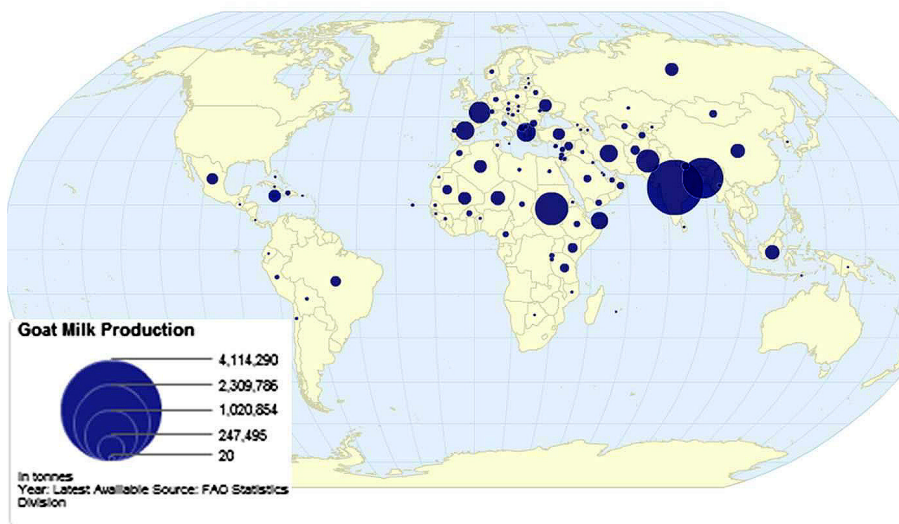 Goat Milk Production
4,114,290
2,309,786
1,020,854
247,495
20
In tonnes
Year: Latest Available Source: FAO Statistics
Division